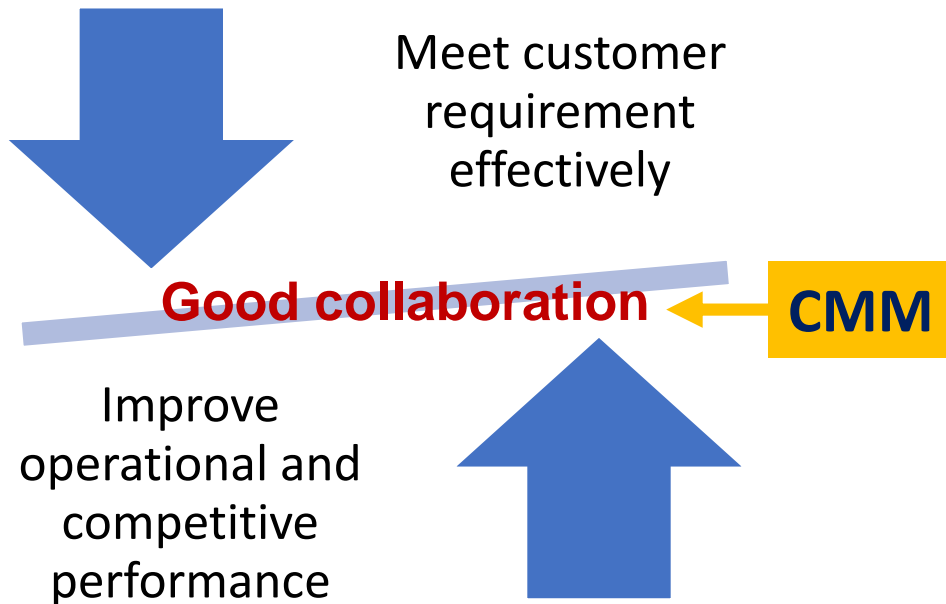 Meet customer
requirement
effectively
Good collaboration
CMM
Improve
operational and
competitive
performance